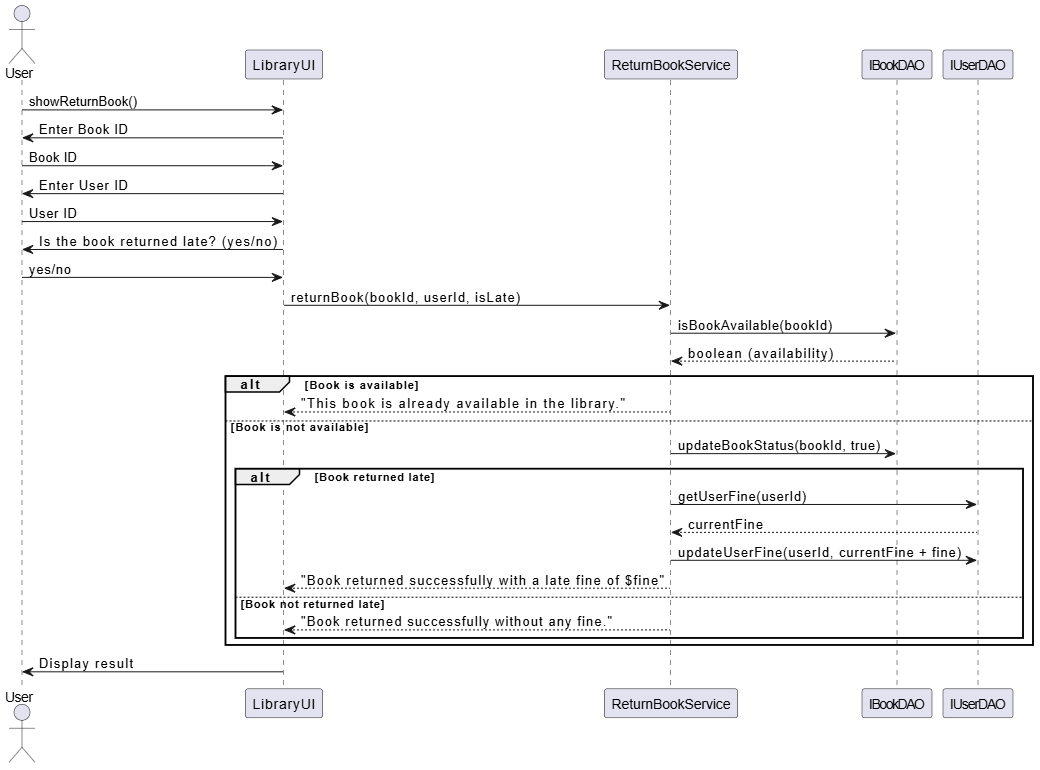 User
LibraryUI
ReturnBookService
IBookDAO
IUserDAO
showReturnBook()
Enter Book ID
Book ID
Enter User ID
User ID
Is the book returned late? (yes/no)
yes/no
returnBook(bookId, userId, isLate)
isBookAvailable(bookId)
boolean (availability)
alt [Book is available]
"This book is already available in the library."
[Book is not available]
updateBookStatus(bookId, true)
alt [Book returned late]
getUserFine(userId)
currentFine
updateUserFine(userId, currentFine + fine)
"Book returned successfully with a late fine of $fine"
[Book not returned late]
"Book returned successfully without any fine."
Display result
User
LibraryUI
ReturnBookService
IBookDAO
IUserDAO